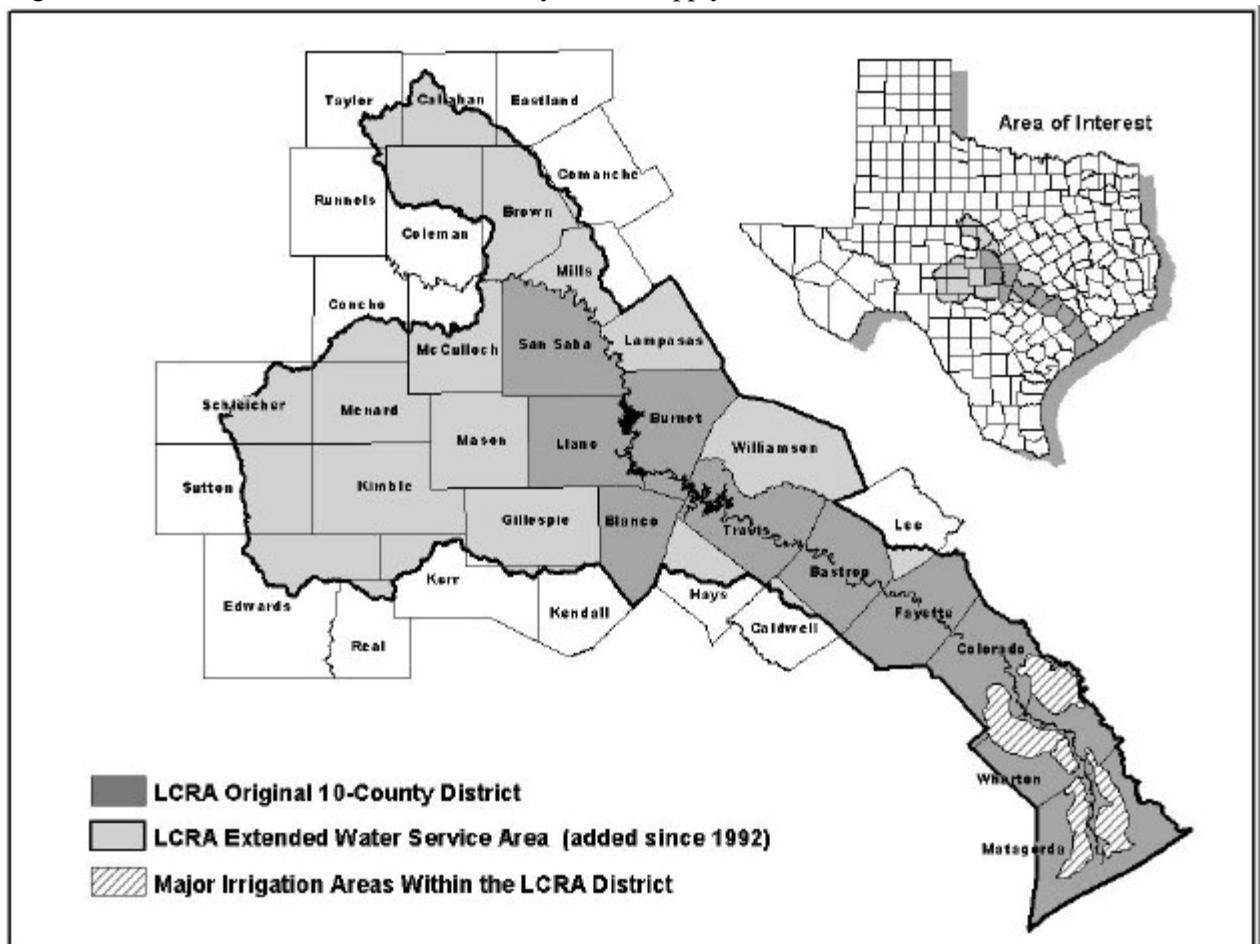 Taylor
Callahan
Eastland
Area of Interest
Comanche
Runnels
Brown
Coleman
Mills
Concho
McCulloch
San Saba
Lampasas
Schleicher
Menard
Burnet
Mason
Llano
Williamson
Sutton
Kimble
Gillespie
Blanco
Travis
Lee
Bastrop
Kerr
Edwards
Hays
Fayette
Kendall
Caldwell
Real
Colorado
Wharton
Matagorda
LCRA Original 10-County District
LCRA Extended Water Service Area (added since 1992)
Major Irrigation Areas Within the LCRA District